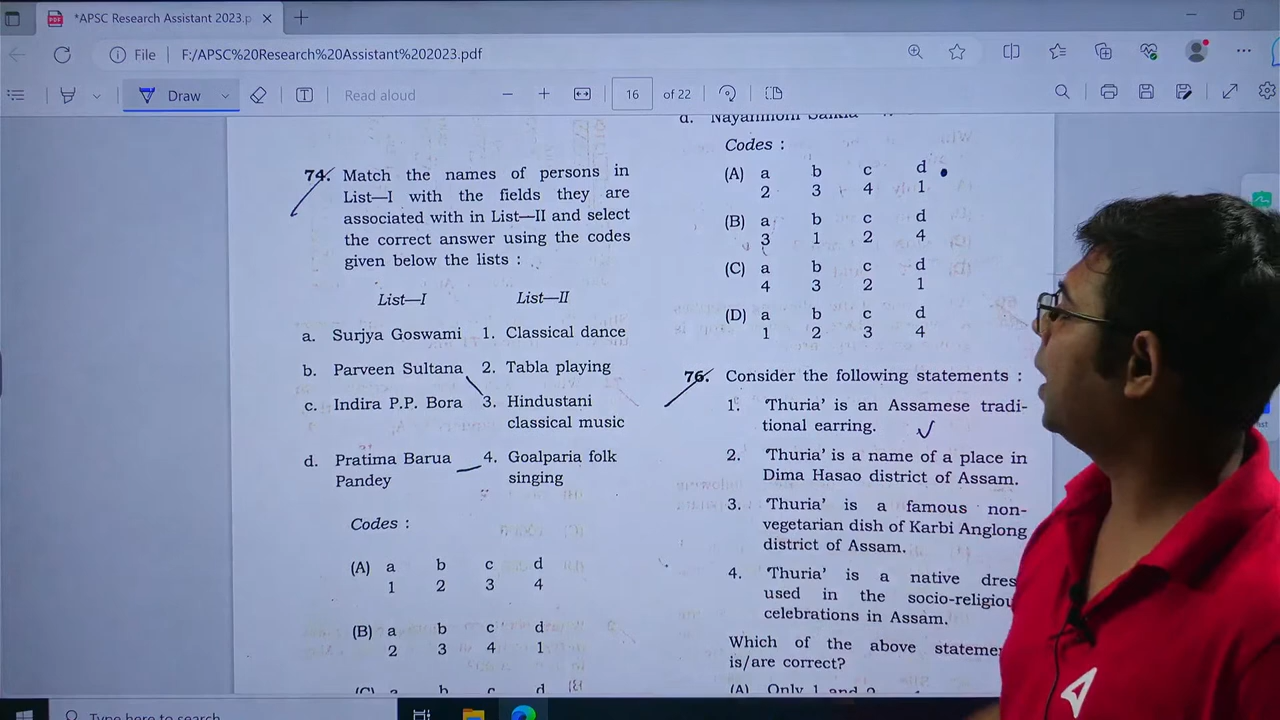 *APSC Research Assistant 2023.p
File F:/APSC%20Research%20Assistant%202023.pdf
Draw Read aloud 16 of 22
74. Match the names of persons in
List—I with the fields they are
associated with in List—II and select
the correct answer using the codes
given below the lists :
List—I List—II
a. Surjya Goswami 1. Classical dance
b. Parveen Sultana 2. Tabla playing
c. Indira P.P. Bora 3. Hindustani
classical music
d. Pratima Barua 4. Goalparia folk
Pandey singing
Codes :
(A) a b c d
1 2 3 4
(B) a b c d
2 3 4 1
d.
Codes :
(A) a b c d
2 3 4 1
(B) a b c d
3 1 2 4
(C) a b c d
4 3 2 1
(D) a b c d
1 2 3 4
76. Consider the following statements :
1. 'Thuria' is an Assamese tradi-
tional earring.
2. 'Thuria' is a name of a place in
Dima Hasao district of Assam.
3. 'Thuria' is a famous non-
vegetarian dish of Karbi Anglong
district of Assam.
4. 'Thuria' is a native dres
used in the socio-religiou
celebrations in Assam.
Which of the above statemen
is/are correct?
(A) Only 1 and 2
Type here to search